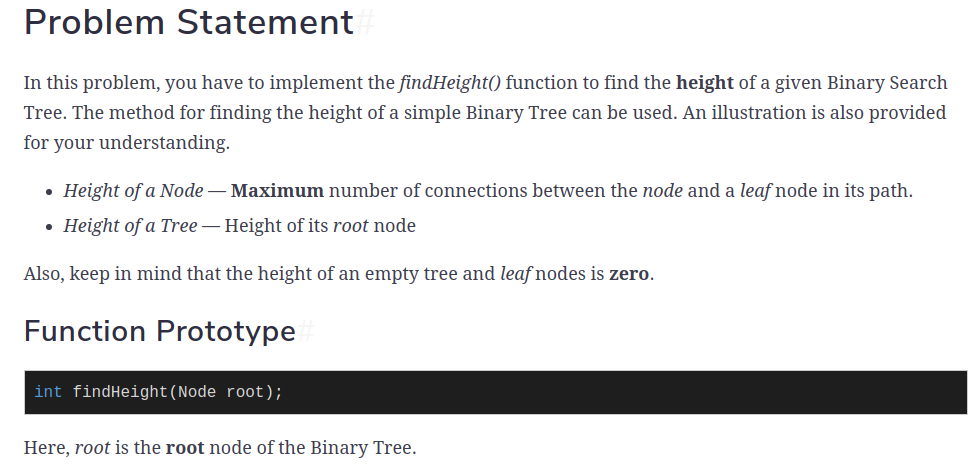 Problem Statement#
In this problem, you have to implement the findHeight() function to find the height of a given Binary Search
Tree. The method for finding the height of a simple Binary Tree can be used. An illustration is also provided
for your understanding.
• Height of a Node — Maximum number of connections between the node and a leaf node in its path.
• Height of a Tree — Height of its root node
Also, keep in mind that the height of an empty tree and leaf nodes is zero.
Function Prototype#
int findHeight(Node root);
Here, root is the root node of the Binary Tree.